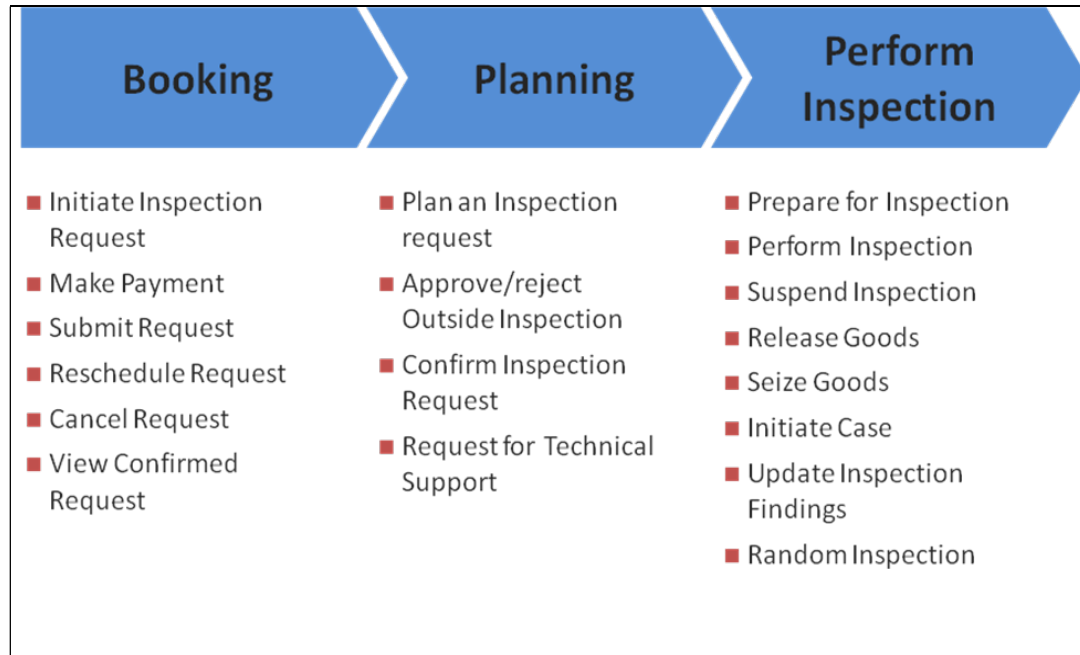 Booking
Planning
Perform
Inspection
Initiate Inspection
Request
Make Payment
Submit Request
Reschedule Request
Cancel Request
View Confirmed
Request
Plan an Inspection
request
Approve/reject
Outside Inspection
Confirm Inspection
Request
Request for Technical
Support
Prepare for Inspection
Perform Inspection
Suspend Inspection
Release Goods
Seize Goods
Initiate Case
Update Inspection
Findings
Random Inspection